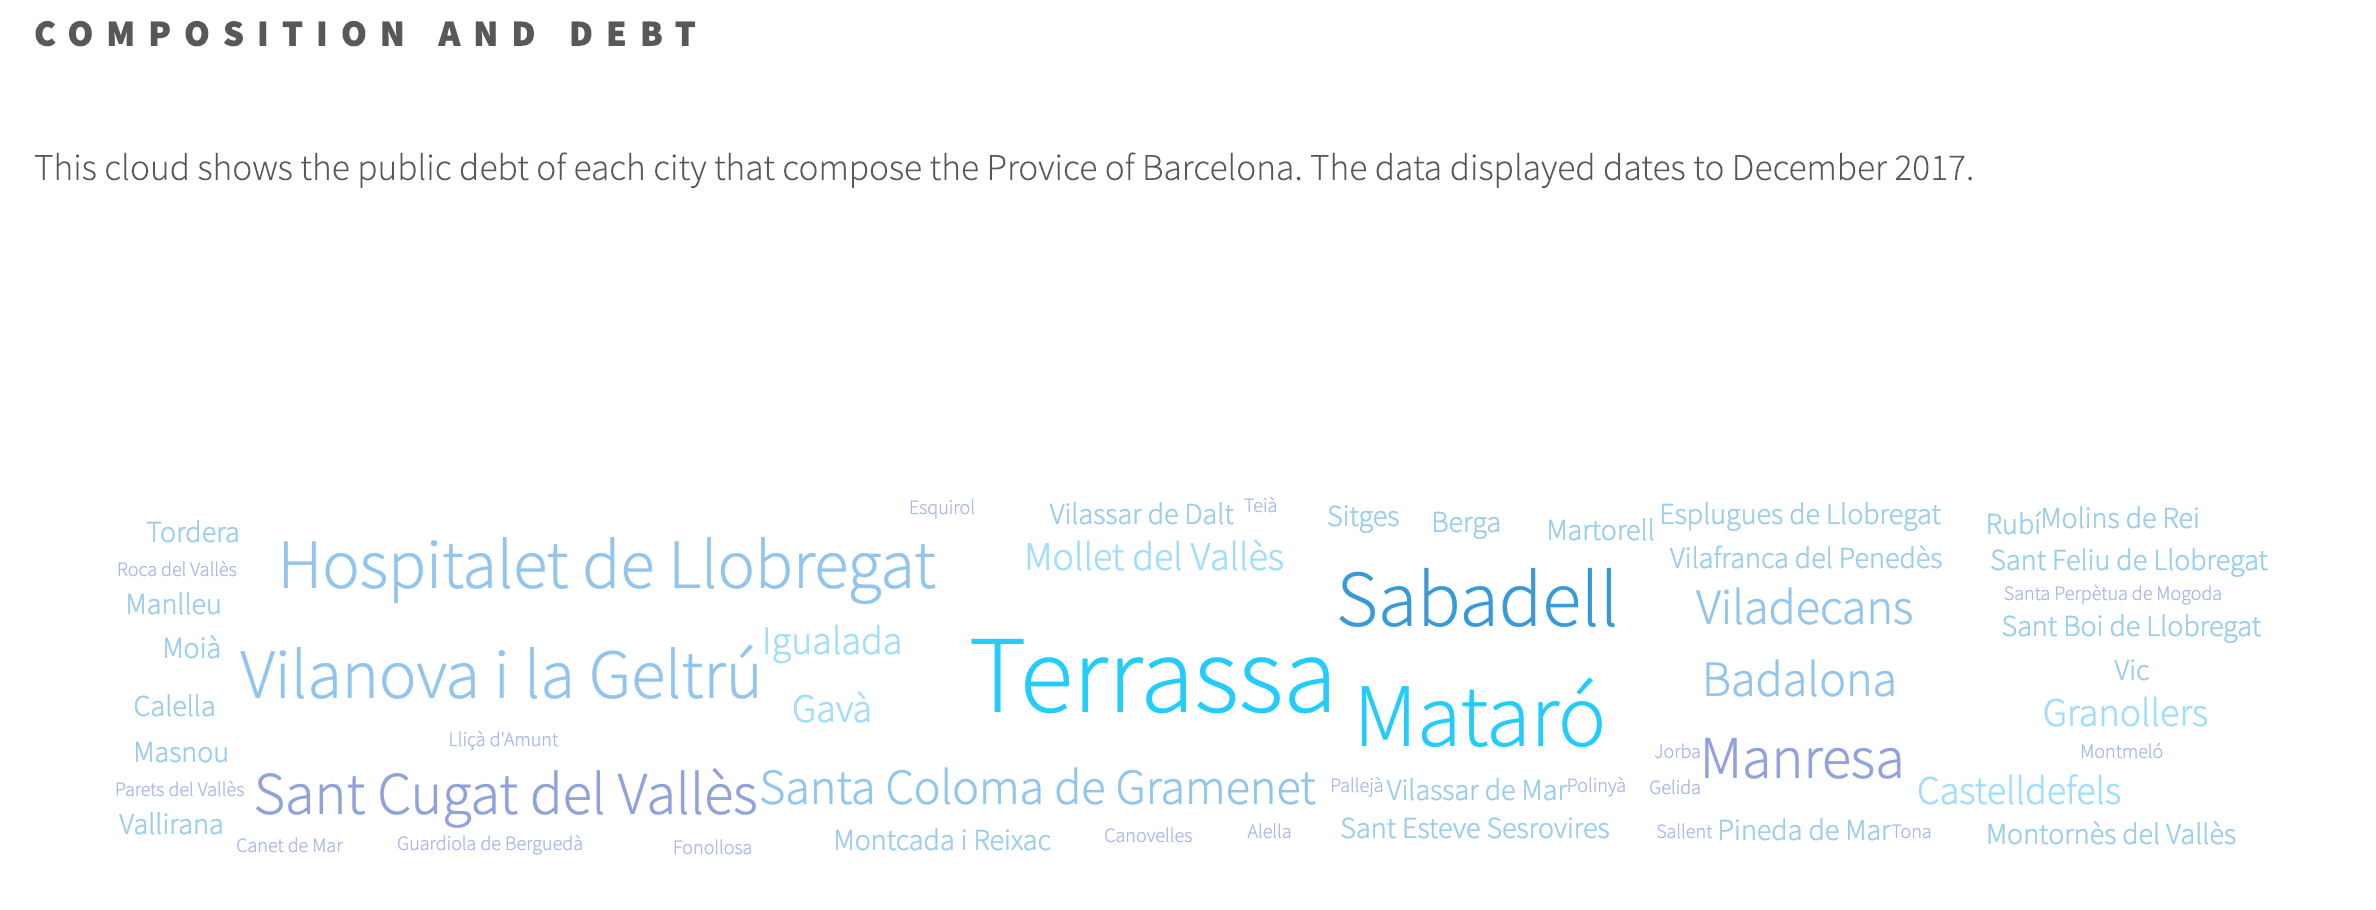 COMPOSITION AND DEBT
This cloud shows the public debt of each city that compose the Provice of Barcelona. The data displayed dates to December 2017.
Esquirol
Vilassar de Dalt
Teià
Sitges
Berga
Martorell
Esplugues de Llobregat
Rubí
Molins de Rei
Tordera
Hospitalet de Llobregat
Mollet del Vallès
Vilafranca del Penedès
Sant Feliu de Llobregat
Roca del Vallès
Manlleu
Sabadell
Viladecans
Santa Perpètua de Mogoda
Sant Boi de Llobregat
Moià
Vilanova i la Geltrú
Igualada
Terrassa
Badalona
Vic
Calella
Gavà
Mataró
Granollers
Masnou
Lliçà d'Amunt
Jorba
Manresa
Montmeló
Parets del Vallès
Sant Cugat del Vallès
Santa Coloma de Gramenet
Pallejà
Vilassar de Mar
Polinyà
Gelida
Castelldefels
Vallirana
Canet de Mar
Guardiola de Berguedà
Fonollosa
Montcada i Reixac
Canovelles
Alella
Sant Esteve Sesrovires
Sallent
Pineda de Mar
Tona
Montornès del Vallès